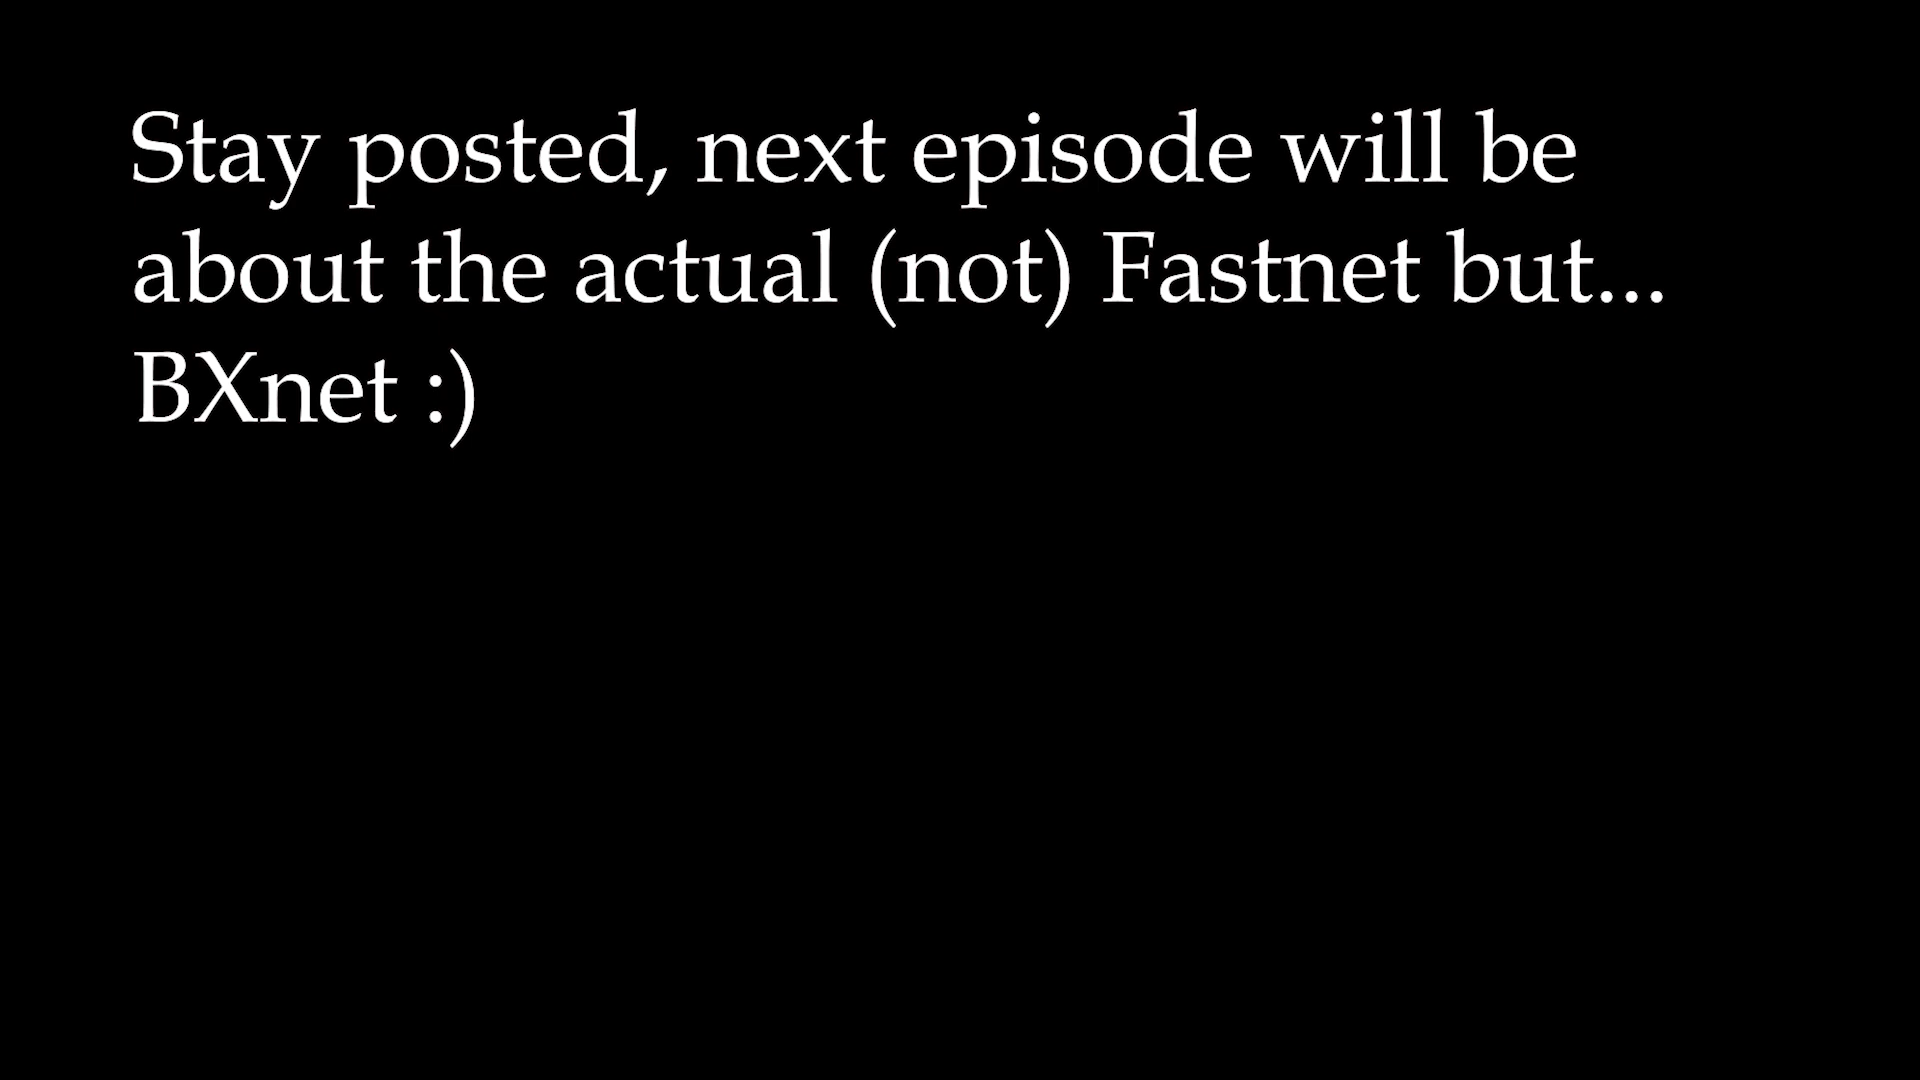 Stay posted, next episode will be
about the actual (not) Fastnet but...
BXnet :)